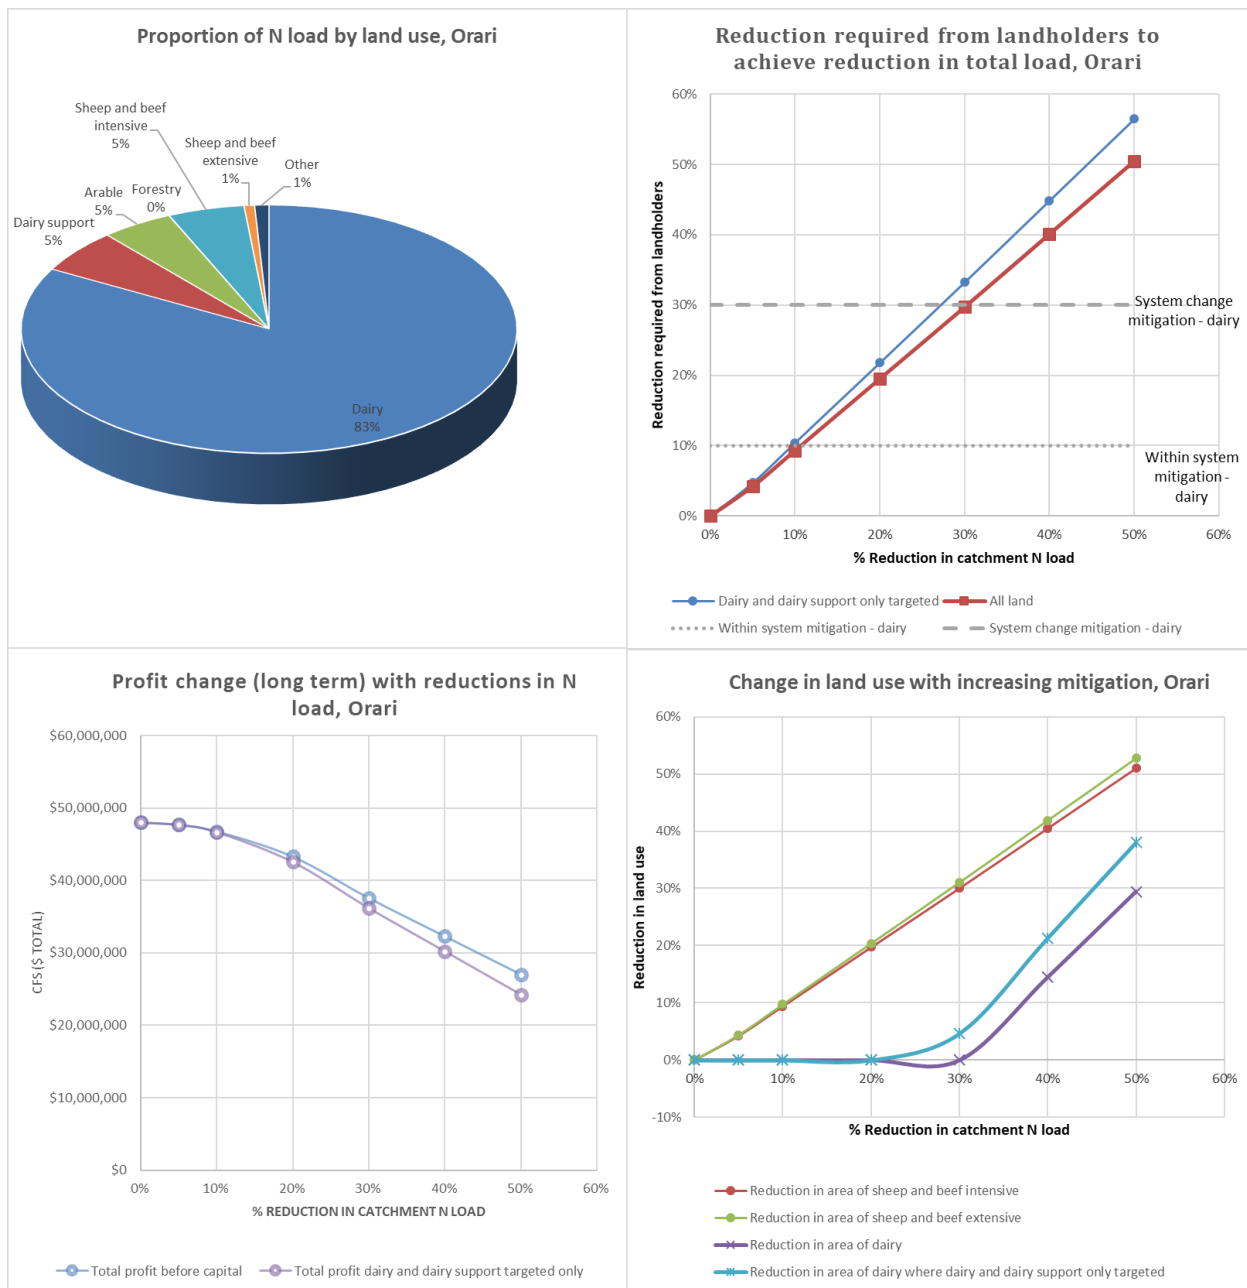 Proportion of N load by land use, Orari
Sheep and beef
intensive
5%
Sheep and beef
extensive
1%
Other
1%
Arable
5%
Forestry
0%
Dairy support
5%
Dairy
83%
Reduction required from landholders to
achieve reduction in total load, Orari
60%
50%
40%
30%
20%
10%
0%
Reduction required from landholders
System change
mitigation - dairy
Within system
mitigation -
dairy
0%
10%
20%
30%
40%
50%
60%
% Reduction in catchment N load
Dairy and dairy support only targeted
All land
Within system mitigation - dairy
System change mitigation - dairy
Profit change (long term) with reductions in N
load, Orari
$60,000,000
$50,000,000
$40,000,000
$30,000,000
$20,000,000
$10,000,000
$0
CFS ($ TOTAL)
0%
10%
20%
30%
40%
50%
60%
% REDUCTION IN CATCHMENT N LOAD
Total profit before capital
Total profit dairy and dairy support targeted only
Change in land use with increasing mitigation, Orari
60%
50%
40%
30%
20%
10%
0%
-10%
Reduction in land use
0%
10%
20%
30%
40%
50%
60%
% Reduction in catchment N load
Reduction in area of sheep and beef intensive
Reduction in area of sheep and beef extensive
Reduction in area of dairy
Reduction in area of dairy where dairy and dairy support only targeted